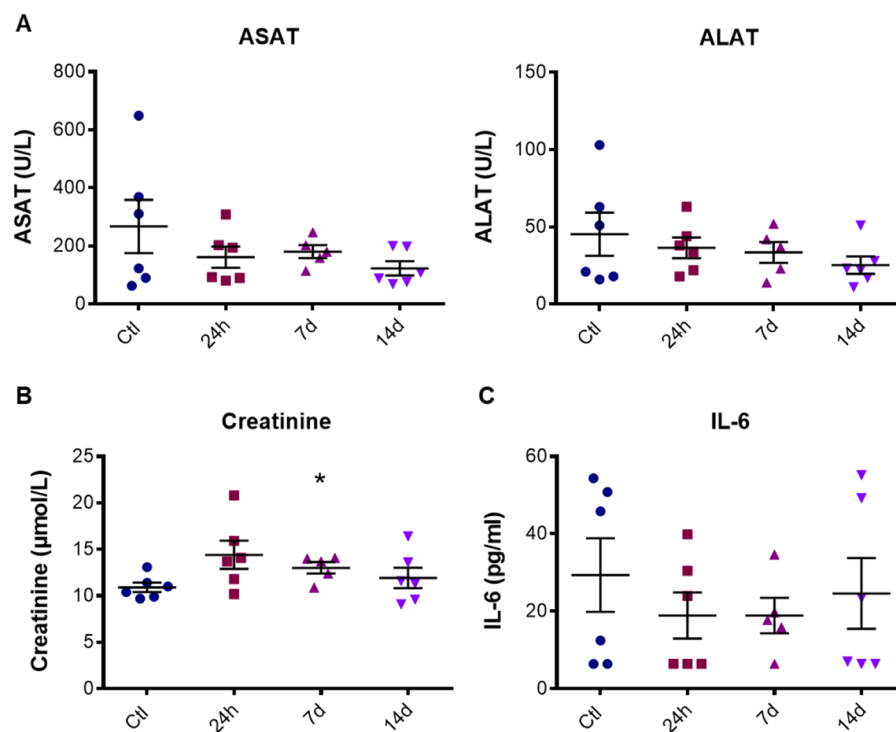 A
ASAT
ASAT (U/L)
800
600
400
200
0
Ctl
24h
7d
14d
ALAT
ALAT (U/L)
150
100
50
0
Ctl
24h
7d
14d
B
Creatinine
Creatinine (µmol/L)
25
20
15
10
5
0
*
Ctl
24h
7d
14d
C
IL-6
IL-6 (pg/ml)
60
40
20
0
Ctl
24h
7d
14d